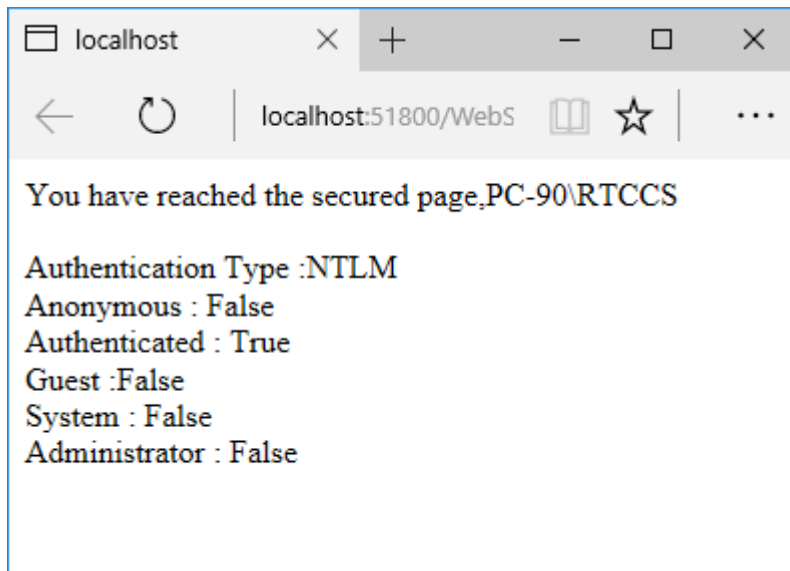 localhost
localhost:51800/WebS
You have reached the secured page,PC-90\RTCCS
Authentication Type :NTLM
Anonymous : False
Authenticated : True
Guest :False
System : False
Administrator : False